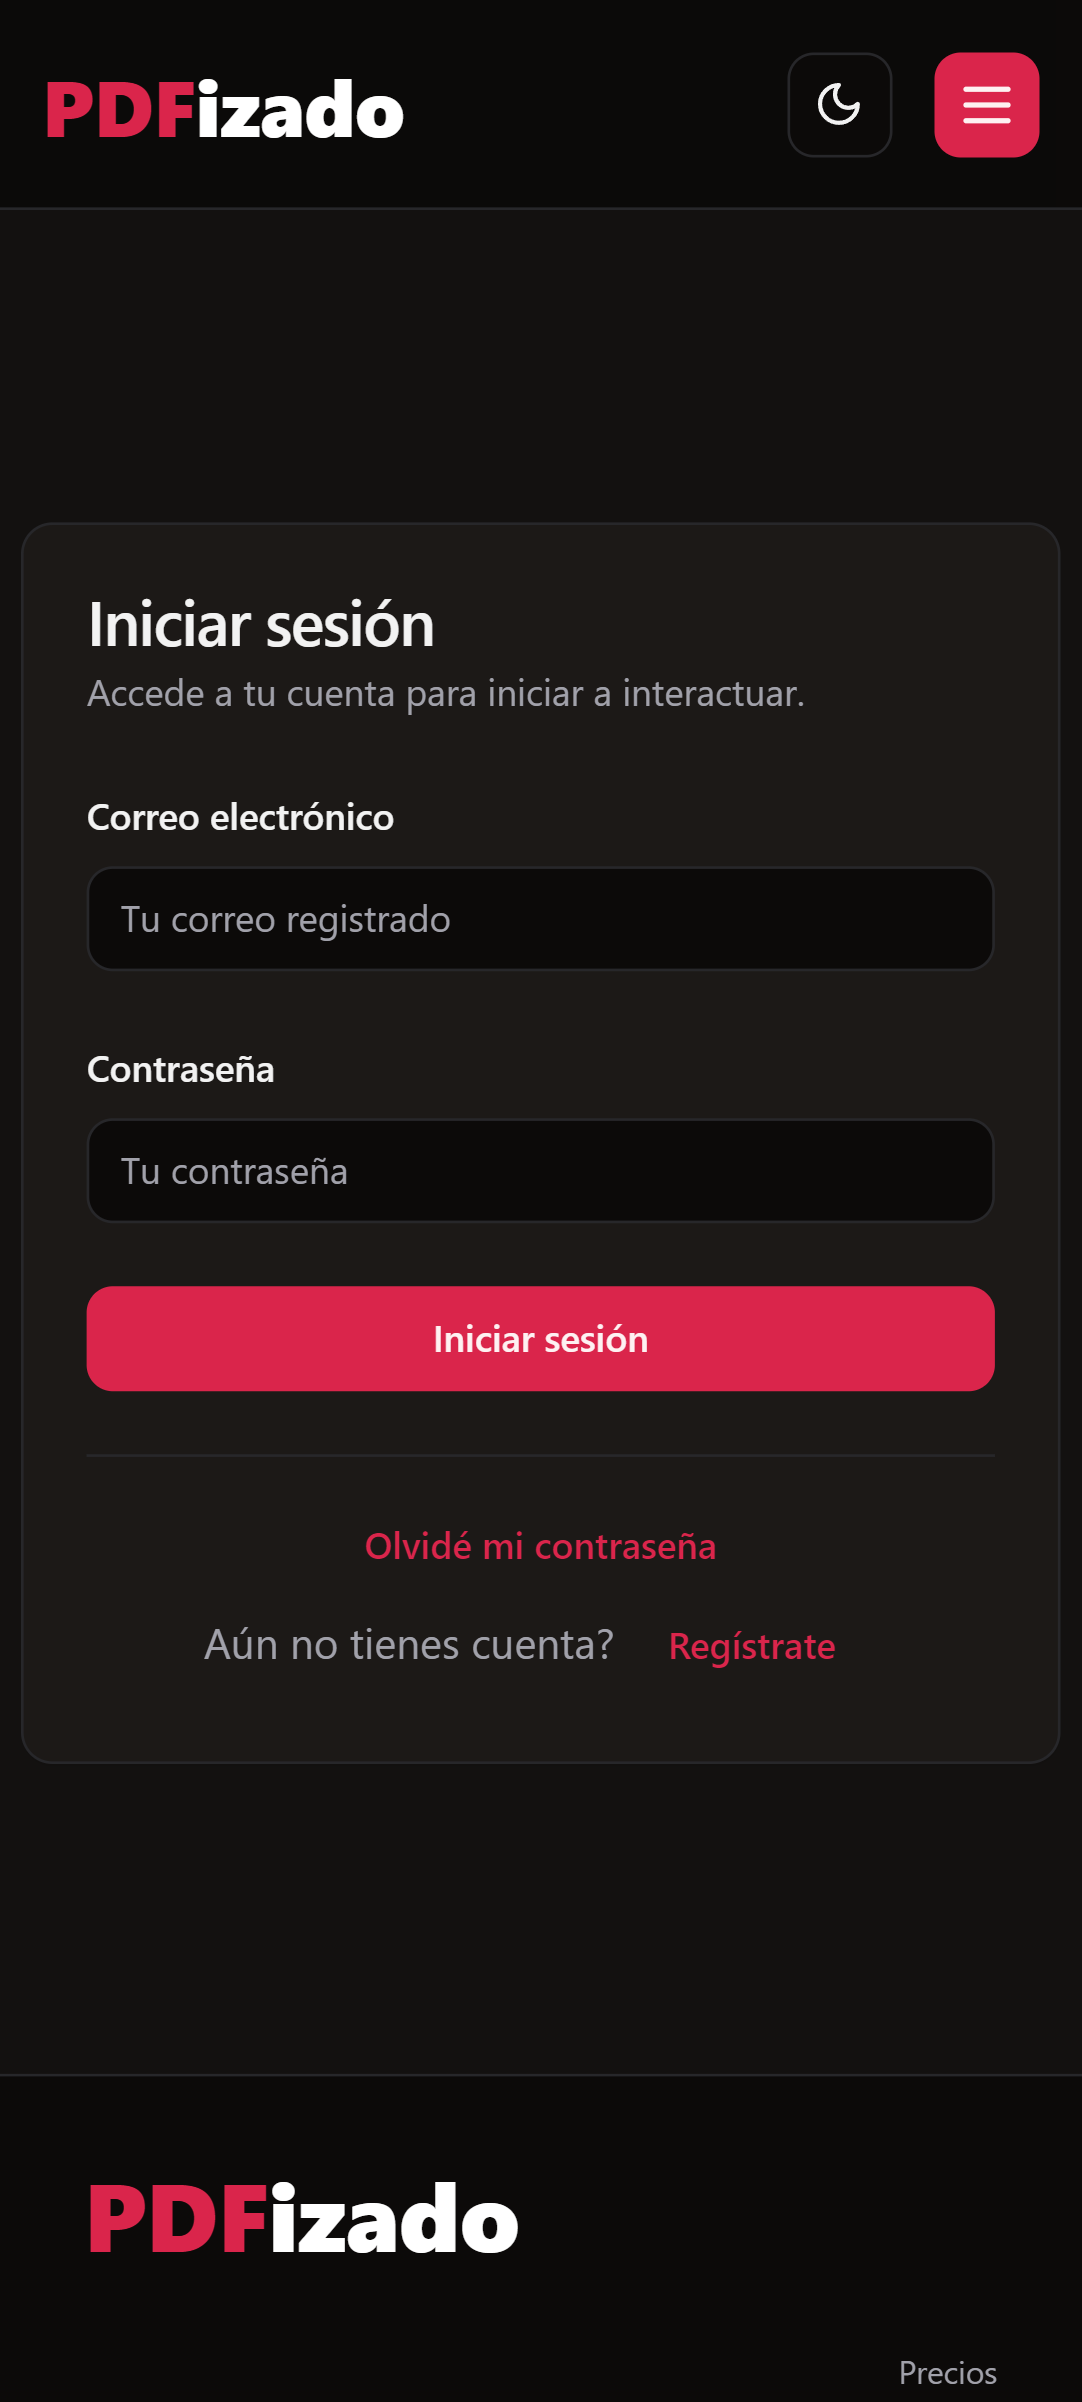 PDFizado
Iniciar sesión
Accede a tu cuenta para iniciar a interactuar.
Correo electrónico
Tu correo registrado
Contraseña
Tu contraseña
Iniciar sesión
Olvidé mi contraseña
Aún no tienes cuenta? Regístrate
PDFizado
Precios